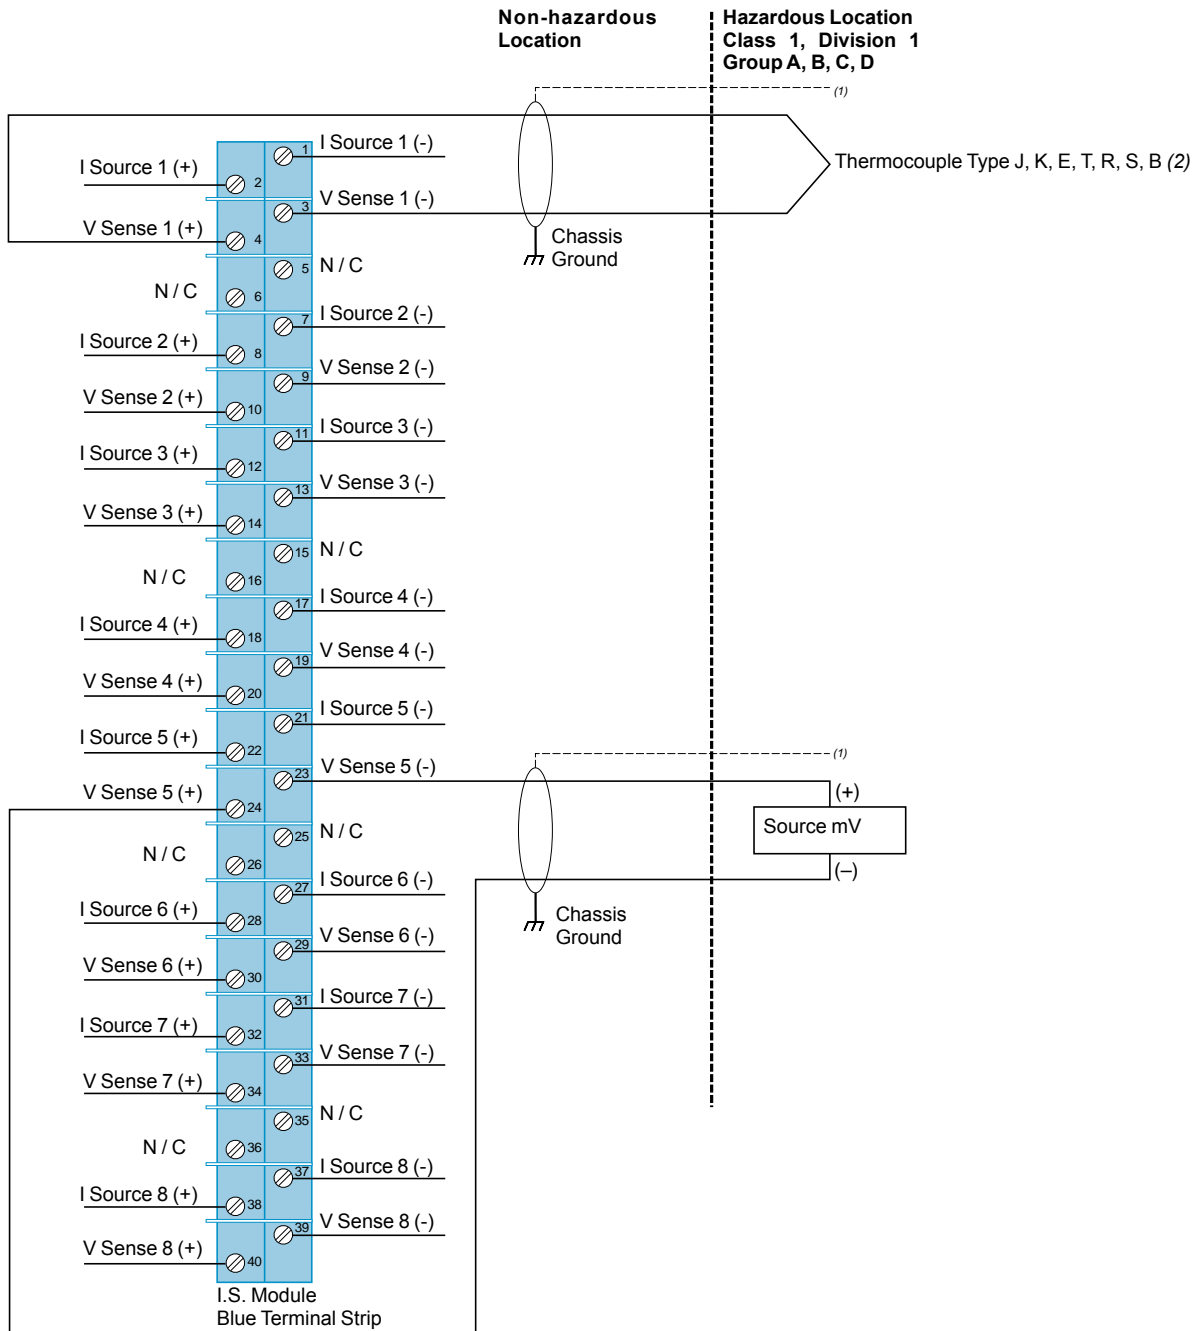 Non-hazardous
Location
Hazardous Location
Class 1, Division 1
Group A, B, C, D
(1)
I Source 1 (-)
1
I Source 1 (+)
2
Thermocouple Type J, K, E, T, R, S, B (2)
V Sense 1 (-)
3
V Sense 1 (+)
4
Chassis
Ground
5
N / C
N / C
6
I Source 2 (-)
7
I Source 2 (+)
8
V Sense 2 (-)
9
V Sense 2 (+)
10
I Source 3 (-)
11
I Source 3 (+)
12
V Sense 3 (-)
13
V Sense 3 (+)
14
15
N / C
N / C
16
I Source 4 (-)
17
I Source 4 (+)
18
V Sense 4 (-)
19
V Sense 4 (+)
20
I Source 5 (-)
21
I Source 5 (+)
22
(1)
V Sense 5 (-)
23
V Sense 5 (+)
24
(+)
Source mV
(–)
25
N / C
N / C
26
I Source 6 (-)
27
I Source 6 (+)
28
Chassis
Ground
V Sense 6 (-)
29
V Sense 6 (+)
30
I Source 7 (-)
31
I Source 7 (+)
32
V Sense 7 (-)
33
V Sense 7 (+)
34
35
N / C
N / C
36
I Source 8 (-)
37
I Source 8 (+)
38
V Sense 8 (-)
39
V Sense 8 (+)
40
I.S. Module
Blue Terminal Strip